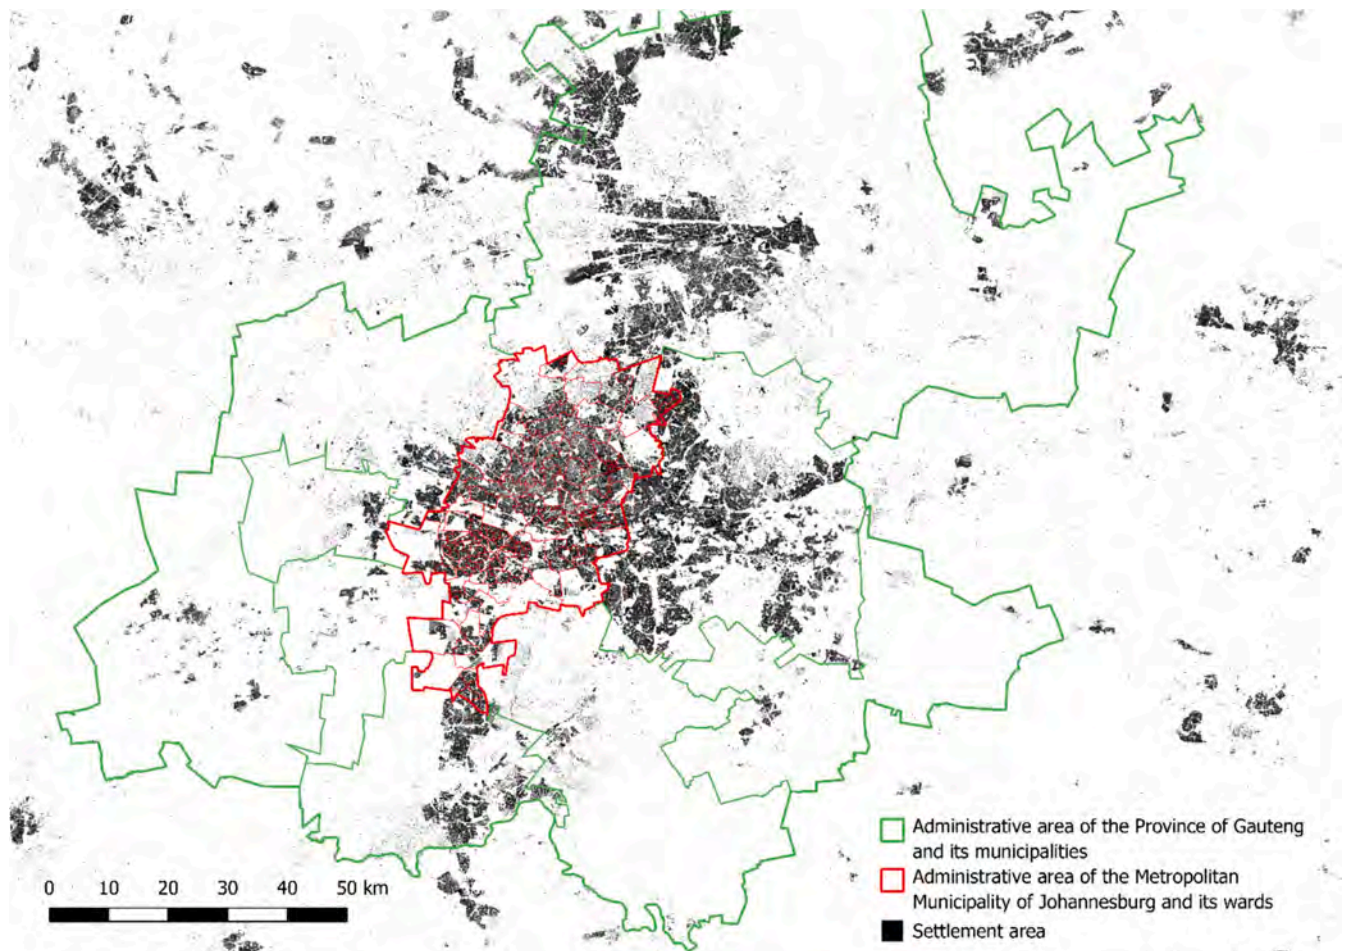 Administrative area of the Province of Gauteng
and its municipalities
Administrative area of the Metropolitan
Municipality of Johannesburg and its wards
Settlement area
0 10 20 30 40 50 km